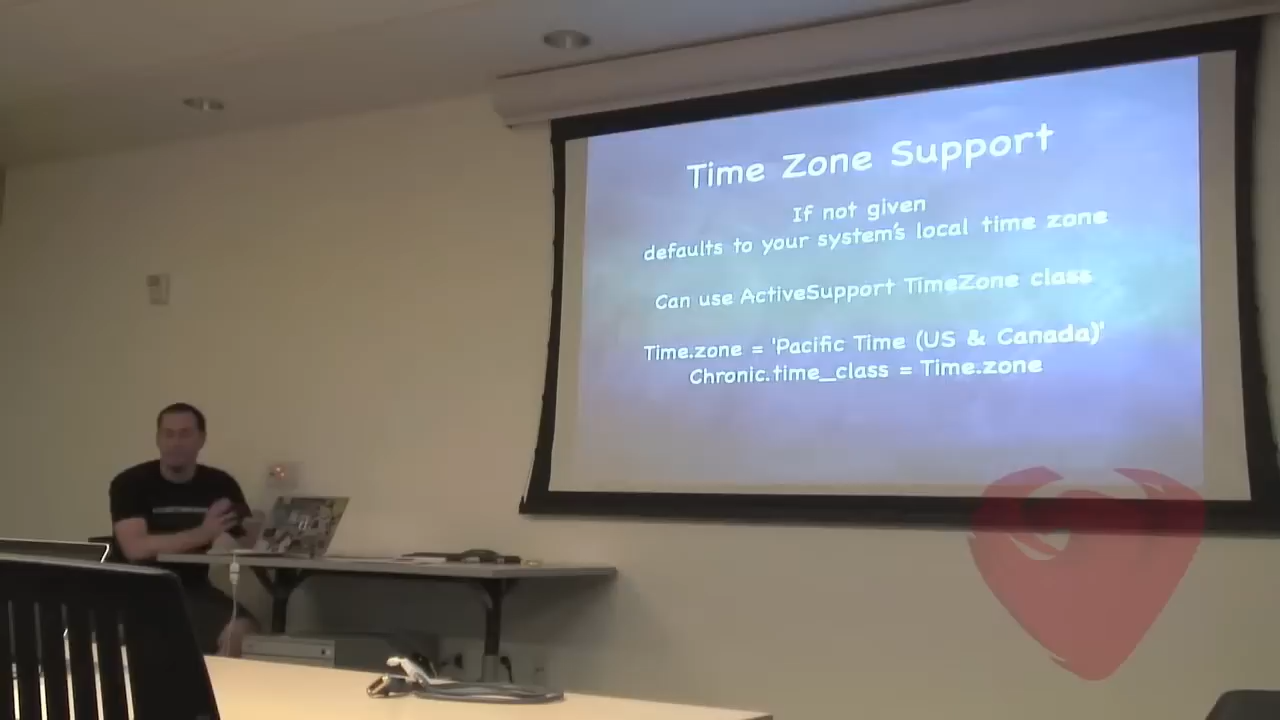 Time Zone Support
If not given
defaults to your system's local time zone
Can use ActiveSupport TimeZone class
Time.zone = 'Pacific Time (US & Canada)'
Chronic.time_class = Time.zone